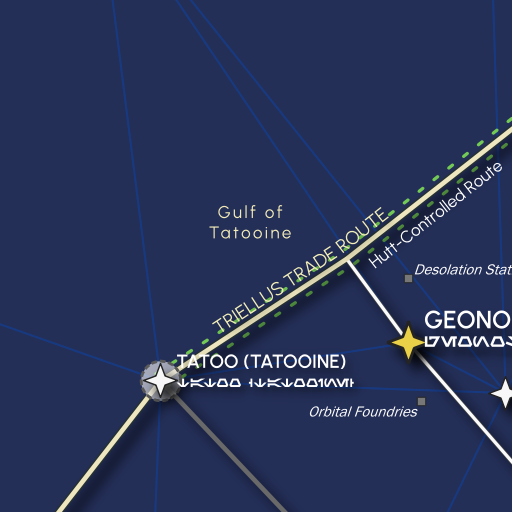 Gulf of
Tatooine
TRIELLUS TRADE ROUTE
Hutt-Controlled Route
Desolation Stat
GEONO
TATOO (TATOOINE)
Orbital Foundries